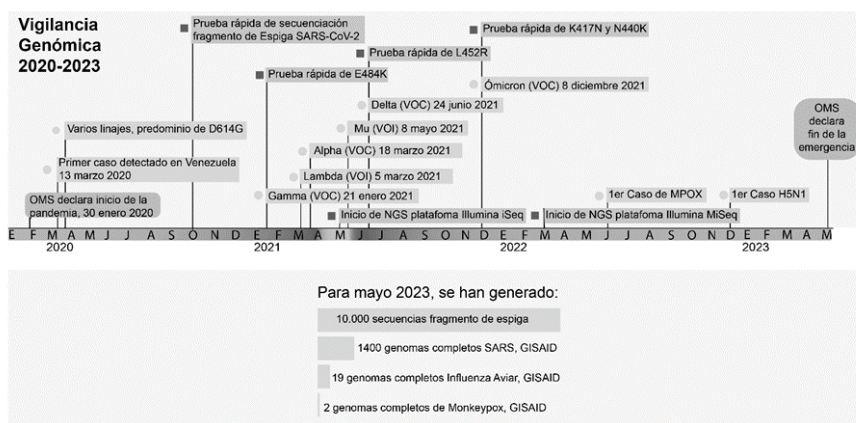 Vigilancia
Genómica
2020-2023
Prueba rápida de secuenciación
fragmento de Espiga SARS-CoV-2
Prueba rápida de K417N y N440K
Prueba rápida de L452R
Prueba rápida de E484K
Ómicron (VOC) 8 diciembre 2021
Delta (VOC) 24 junio 2021
OMS
declara
fin de la
emergencia
Varios linajes, predominio de D614G
Mu (VOI) 8 mayo 2021
Alpha (VOC) 18 marzo 2021
Primer caso detectado en Venezuela
13 marzo 2020
Lambda (VOI) 5 marzo 2021
OMS declara inicio de la
pandemia, 30 enero 2020
Gamma (VOC) 21 enero 2021
1er Caso de MPOX
1er Caso H5N1
Inicio de NGS platafoma Illumina iSeq
Inicio de NGS platafoma Illumina MiSeq
E F M A M J J A S O N D E F M A M J J A S O N D E F M A M J J A S O N D E F M A M
2020 2021 2022 2023
Para mayo 2023, se han generado:
10.000 secuencias fragmento de espiga
1400 genomas completos SARS, GISAID
19 genomas completos Influenza Aviar, GISAID
2 genomas completos de Monkeypox, GISAID